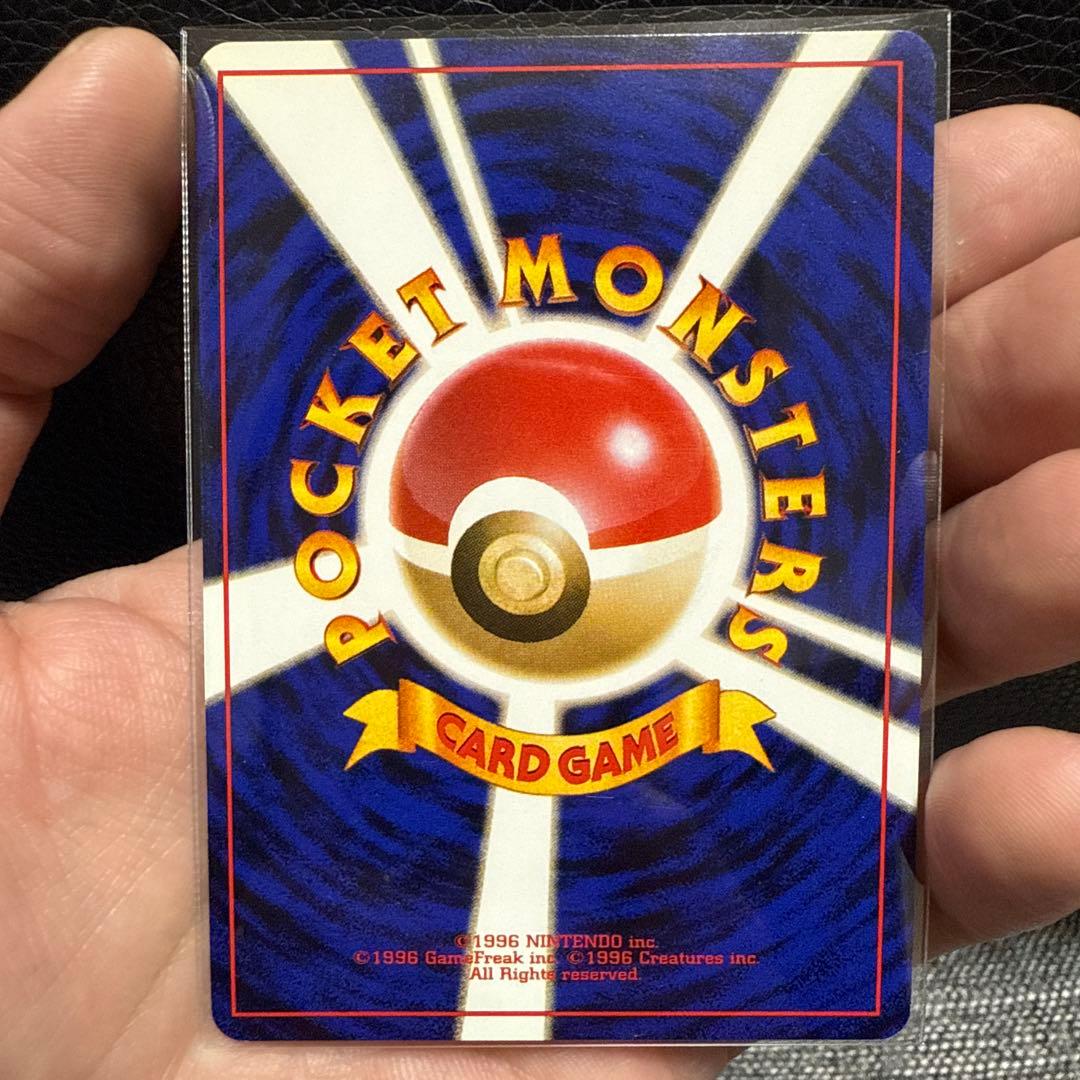 POCKET MONSTERS
CARD GAME
©1996 NINTENDO inc.
©1996 GameFreak inc. ©1996 Creatures inc.
All Rights reserved.